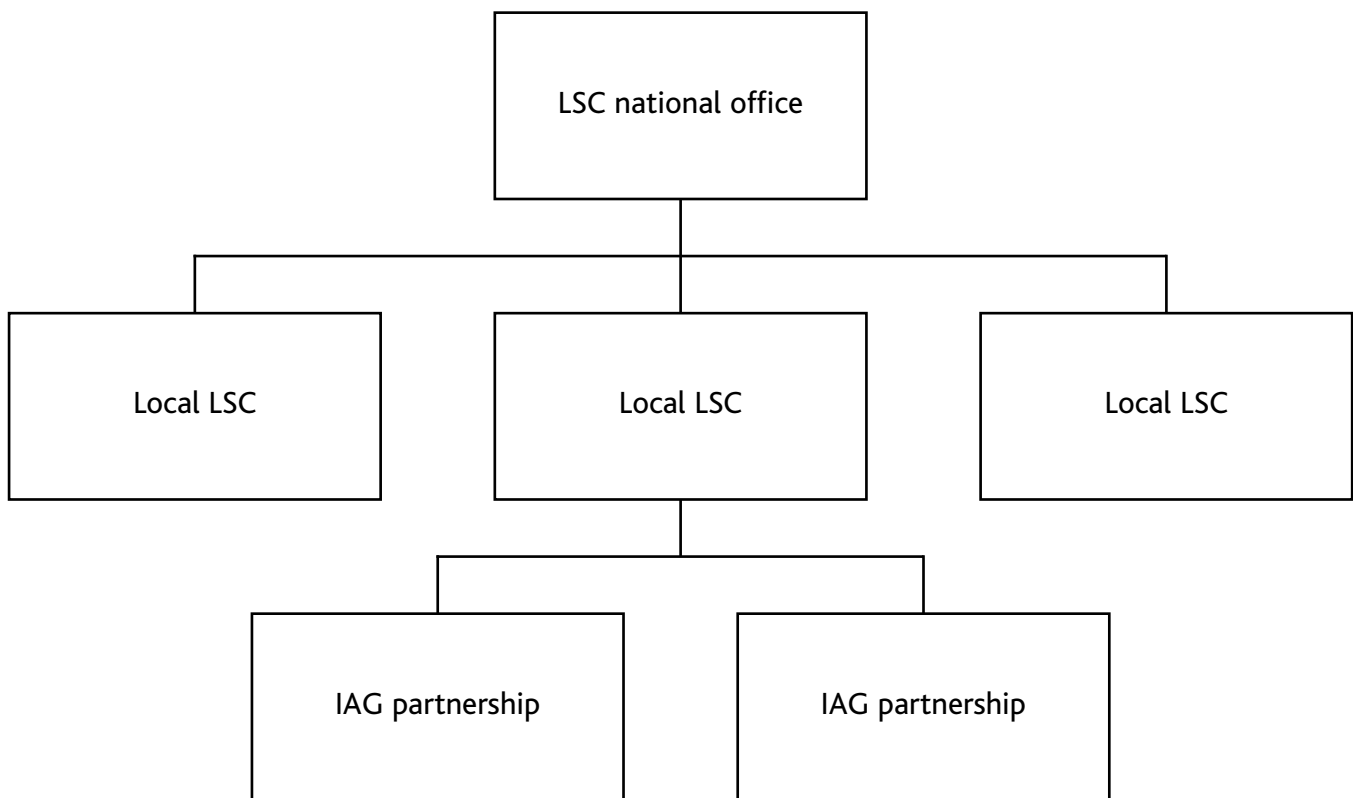 LSC national office
Local LSC
Local LSC
Local LSC
IAG partnership
IAG partnership